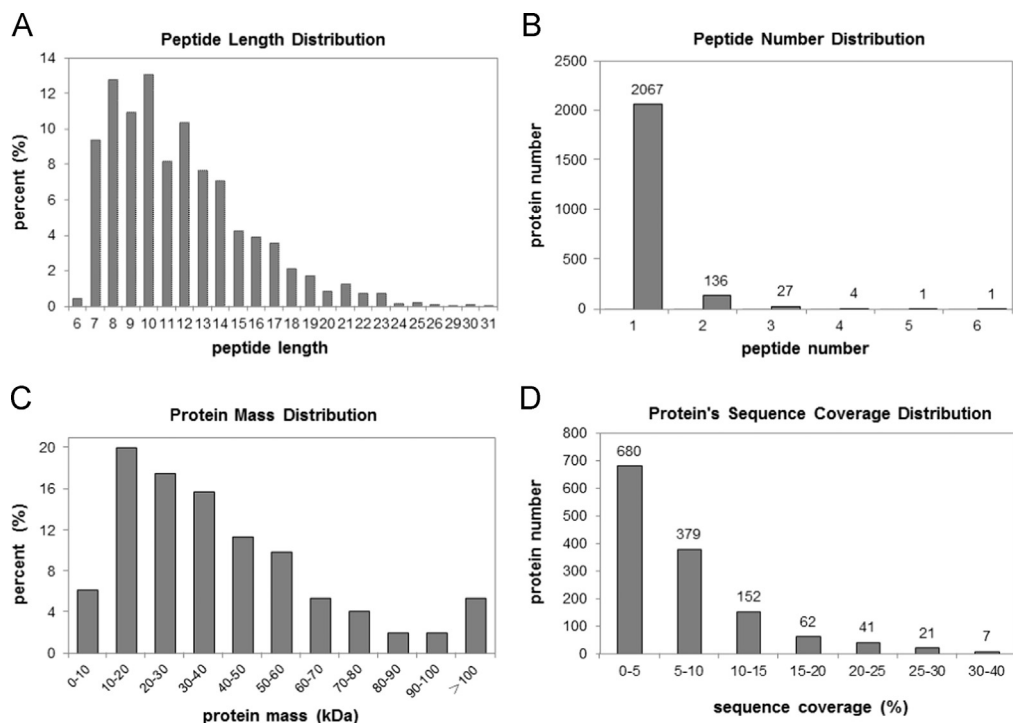 A
Peptide Length Distribution
percent (%)
14
12
10
8
6
4
2
0
6 7 8 9 10 11 12 13 14 15 16 17 18 19 20 21 22 23 24 25 26 29 30 31
peptide length
B
Peptide Number Distribution
protein number
2500
2000
1500
1000
500
0
2067
136
27
4
1
1
1 2 3 4 5 6
peptide number
C
Protein Mass Distribution
percent (%)
20
16
12
8
4
0
0-10 10-20 20-30 30-40 40-50 50-60 60-70 70-80 80-90 90-100 >100
protein mass (kDa)
D
Protein's Sequence Coverage Distribution
protein number
800
700
600
500
400
300
200
100
0
680
379
152
62
41
21
7
0-5 5-10 10-15 15-20 20-25 25-30 30-40
sequence coverage (%)